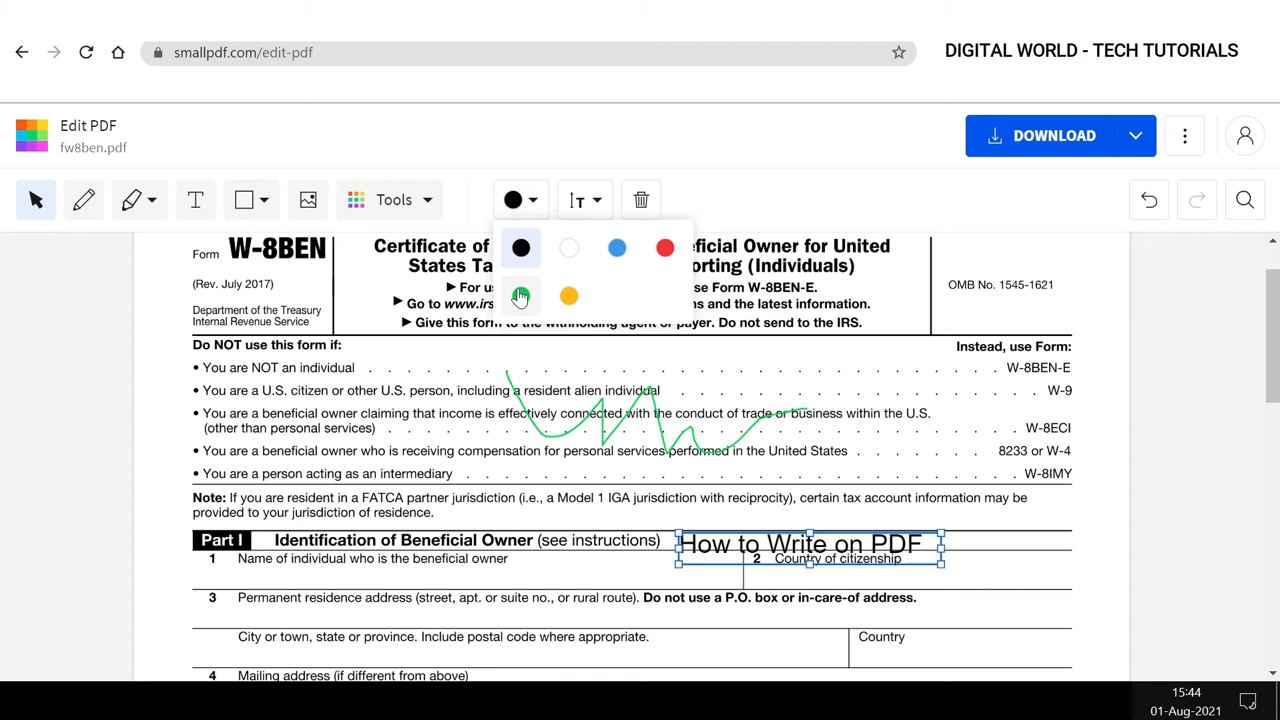 smallpdf.com/edit-pdf
DIGITAL WORLD - TECH TUTORIALS
Edit PDF
fw8ben.pdf
DOWNLOAD
T
Tools
T
Form W-8BEN
(Rev. July 2017)
Department of the Treasury
Internal Revenue Service
Certificate of eficial Owner for United
States Ta orting (Individuals)
▶ For us se Form W-8BEN-E.
▶ Go to www.irs ns and the latest information.
▶ Give this form to the withholding agent or payer. Do not send to the IRS.
OMB No. 1545-1621
Do NOT use this form if: Instead, use Form:
• You are NOT an individual . . . W-8BEN-E
• You are a U.S. citizen or other U.S. person, including a resident alien individual . . . W-9
• You are a beneficial owner claiming that income is effectively connected with the conduct of trade or business within the U.S.
(other than personal services) . . . W-8ECI
• You are a beneficial owner who is receiving compensation for personal services performed in the United States . . . 8233 or W-4
• You are a person acting as an intermediary . . . W-8IMY
Note: If you are resident in a FATCA partner jurisdiction (i.e., a Model 1 IGA jurisdiction with reciprocity), certain tax account information may be
provided to your jurisdiction of residence.
Part I Identification of Beneficial Owner (see instructions)
How to Write on PDF
1 Name of individual who is the beneficial owner 2 Country of citizenship
3 Permanent residence address (street, apt. or suite no., or rural route). Do not use a P.O. box or in-care-of address.
City or town, state or province. Include postal code where appropriate. Country
4 Mailing address (if different from above)
15:44
01-Aug-2021